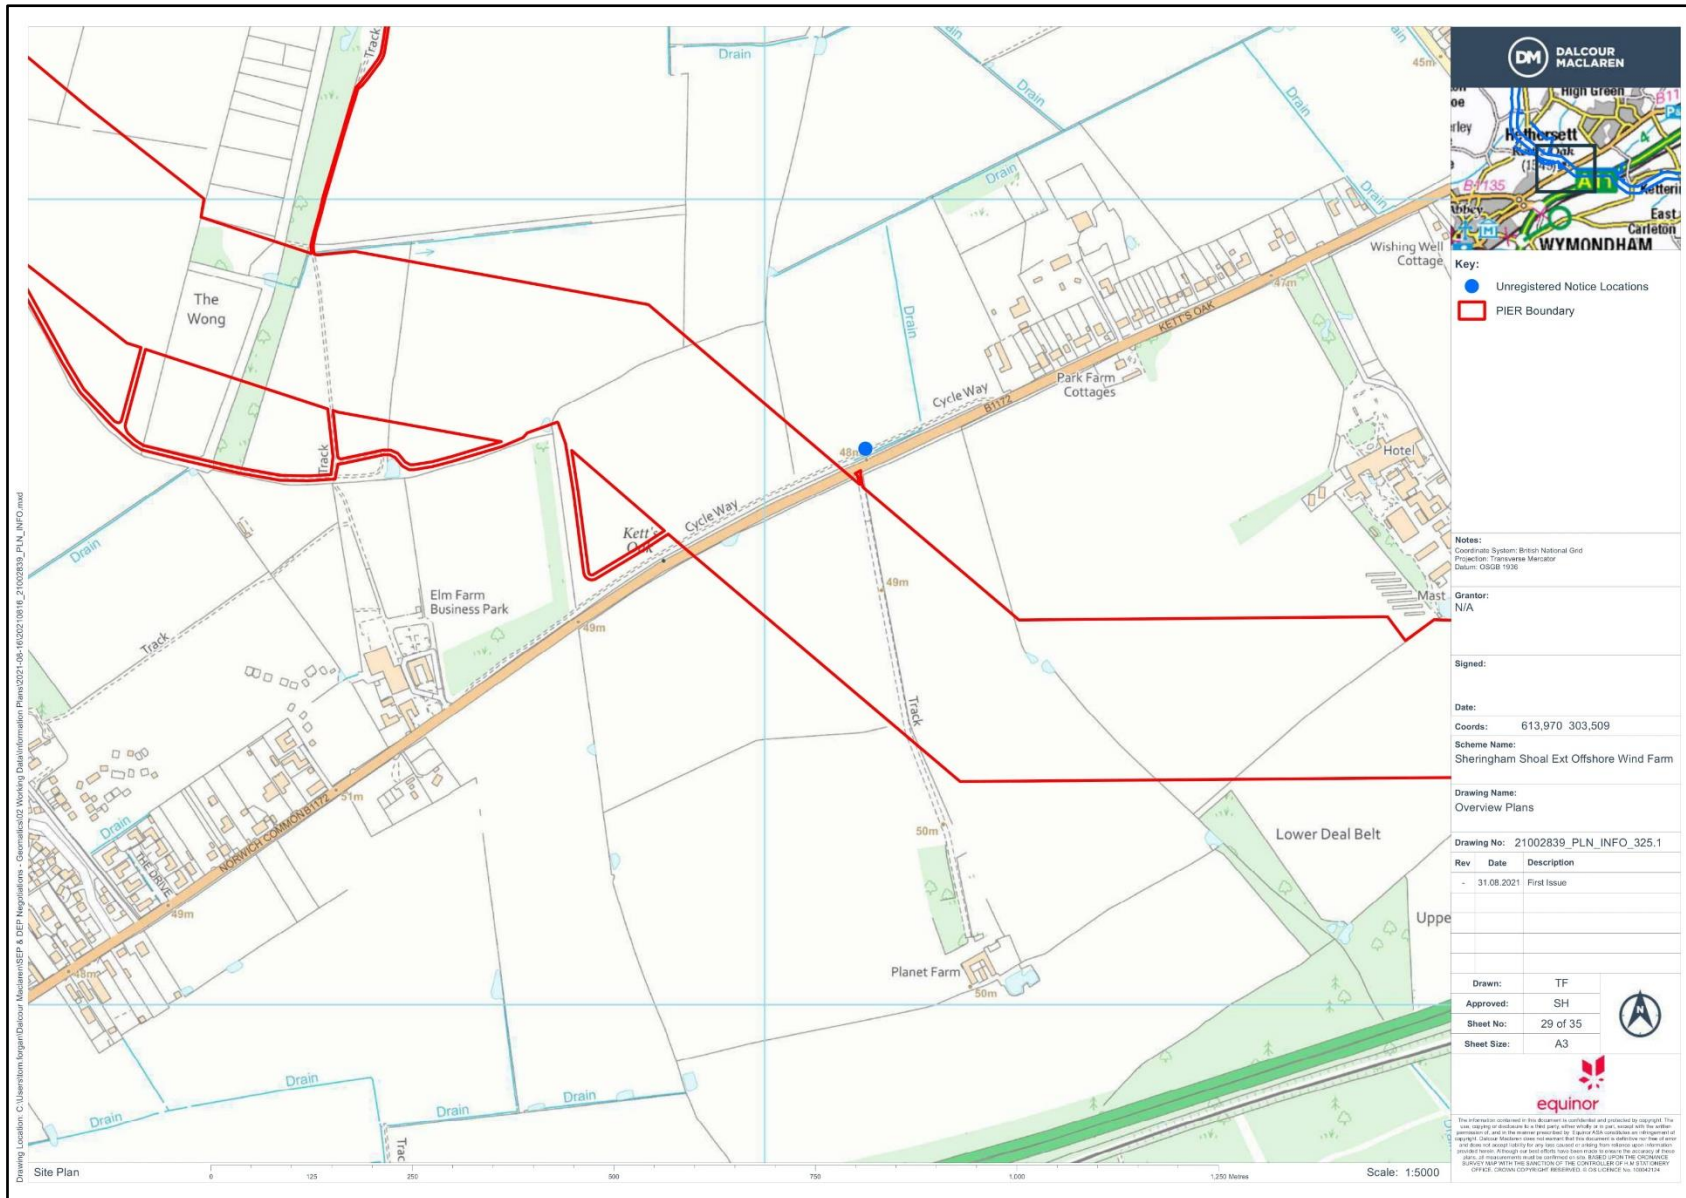 Track
Drain
Drain
Drain
45m
Drain
Drain
Wishing Well
Cottage
47m
KETT'S OAK
The
Wong
Drain
Park Farm
Cottages
Cycle Way
B1172
48m
Hotel
Track
Kett's
Oak
Cycle Way
Drain
49m
Mast
Elm Farm
Business Park
49m
Track
Track
51m
50m
Lower Deal Belt
Drain
NORWICH COMMON B1172
THE DRIVE
49m
Uppe
48m
Planet Farm
50m
Drain
Drain
Drain
Drain
Trac
Site Plan
0 125 250 500 750 1,000 1,250 Metres
Scale: 1:5000
DM
DALCOUR
MACLAREN
High Green
Hethersett
A11
B1135
Abbey
East
Carleton
WYMONDHAM
Key:
Unregistered Notice Locations
PIER Boundary
Notes:
Coordinate System: British National Grid
Projection: Transverse Mercator
Datum: OSGB 1936
Grantor:
N/A
Signed:
Date:
Coords: 613,970 303,509
Scheme Name:
Sheringham Shoal Ext Offshore Wind Farm
Drawing Name:
Overview Plans
Drawing No: 21002839_PLN_INFO_325.1
Rev Date Description
- 31.08.2021 First Issue
Drawn: TF
Approved: SH
Sheet No: 29 of 35
Sheet Size: A3
N
equinor